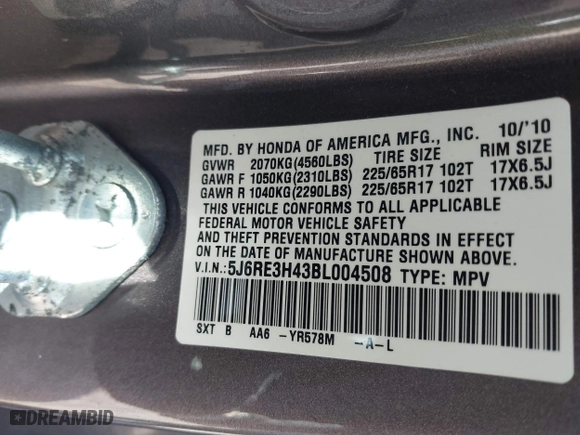 MFD. BY HONDA OF AMERICA MFG., INC. 10/'10
GVWR 2070KG(4560LBS) TIRE SIZE RIM SIZE
GAWR F 1050KG(2310LBS) 225/65R17 102T 17X6.5J
GAWR R 1040KG(2290LBS) 225/65R17 102T 17X6.5J
THIS VEHICLE CONFORMS TO ALL APPLICABLE
FEDERAL MOTOR VEHICLE SAFETY
AND THEFT PREVENTION STANDARDS IN EFFECT
ON THE DATE OF MANUFACTURE SHOWN ABOVE.
V.I.N.: 5J6RE3H43BL004508 TYPE: MPV
SXT B AA6 -YR578M -A-L
DREAMBID